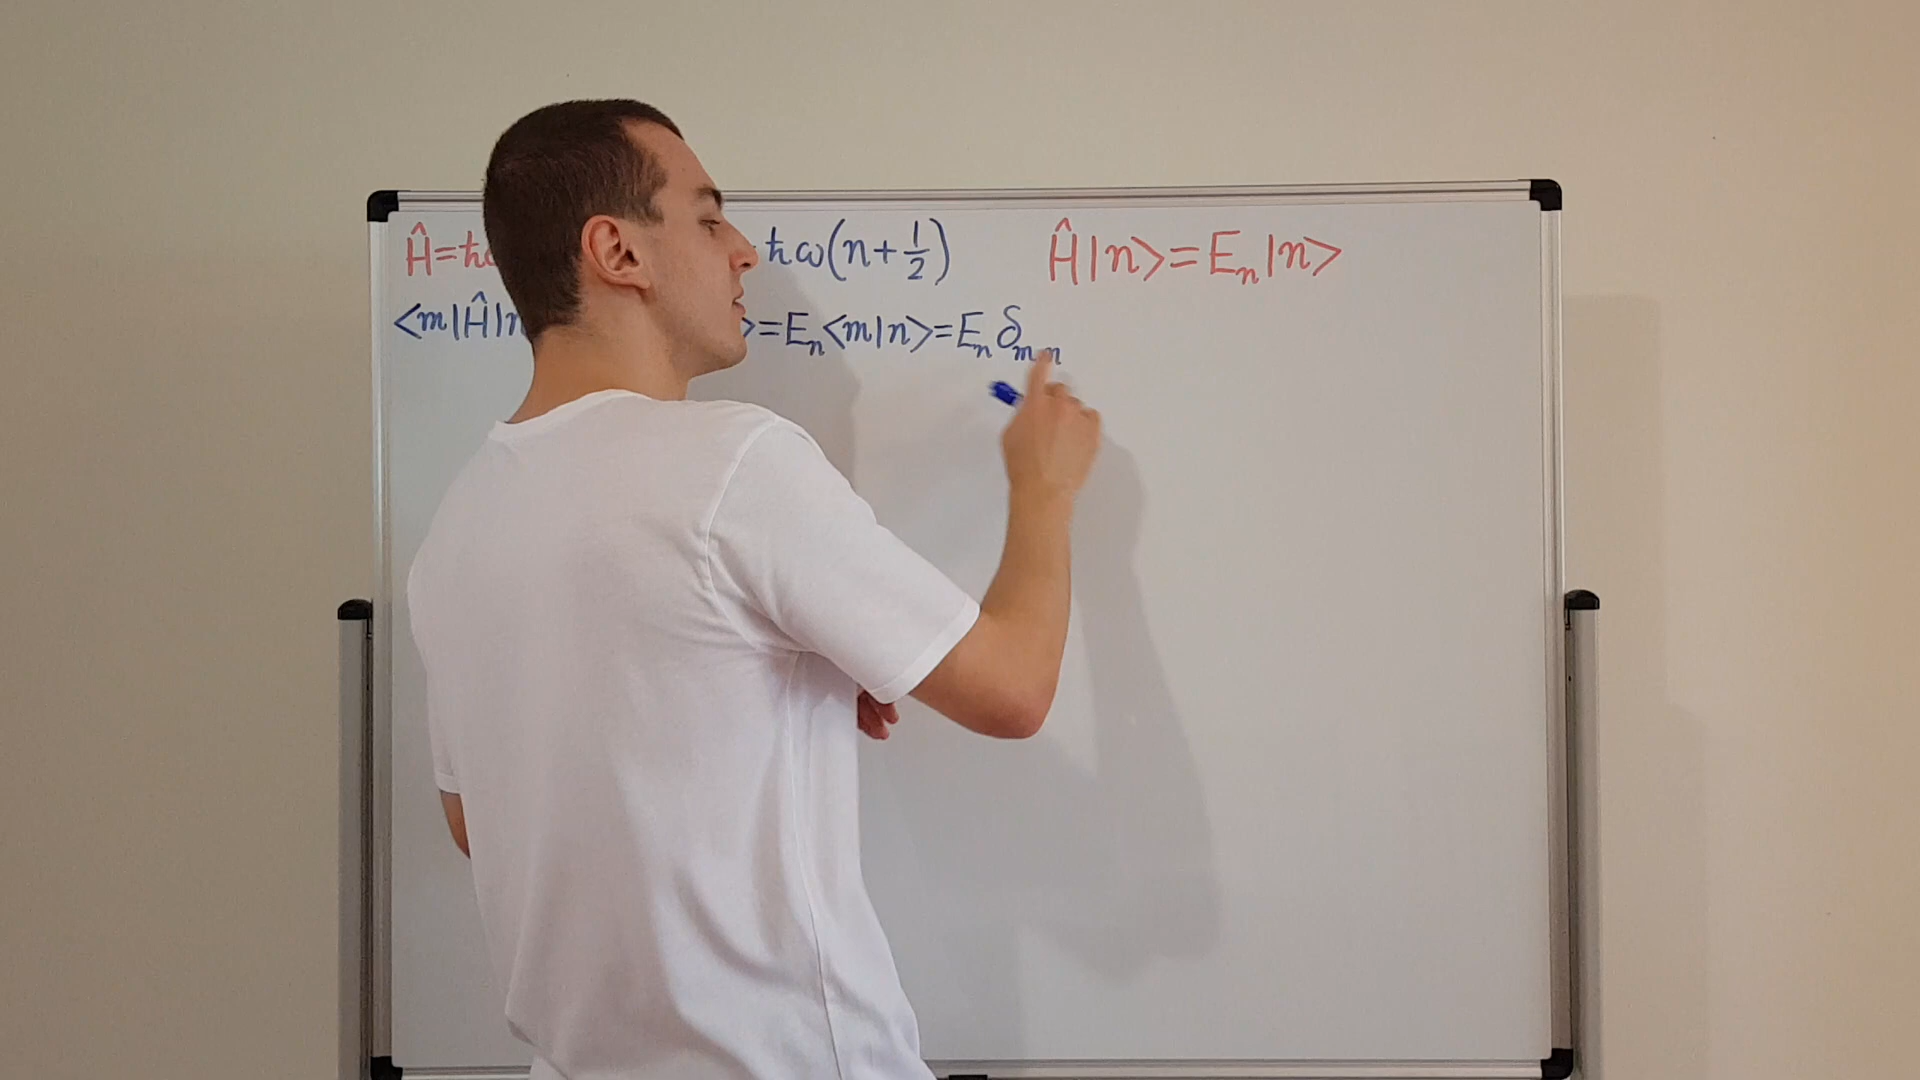 Ĥ=ħ ħω(n+1/2) Ĥ|n>=Eₙ|n>
<m|Ĥ|n >=Eₙ<m|n>=Eₙδₘₙ